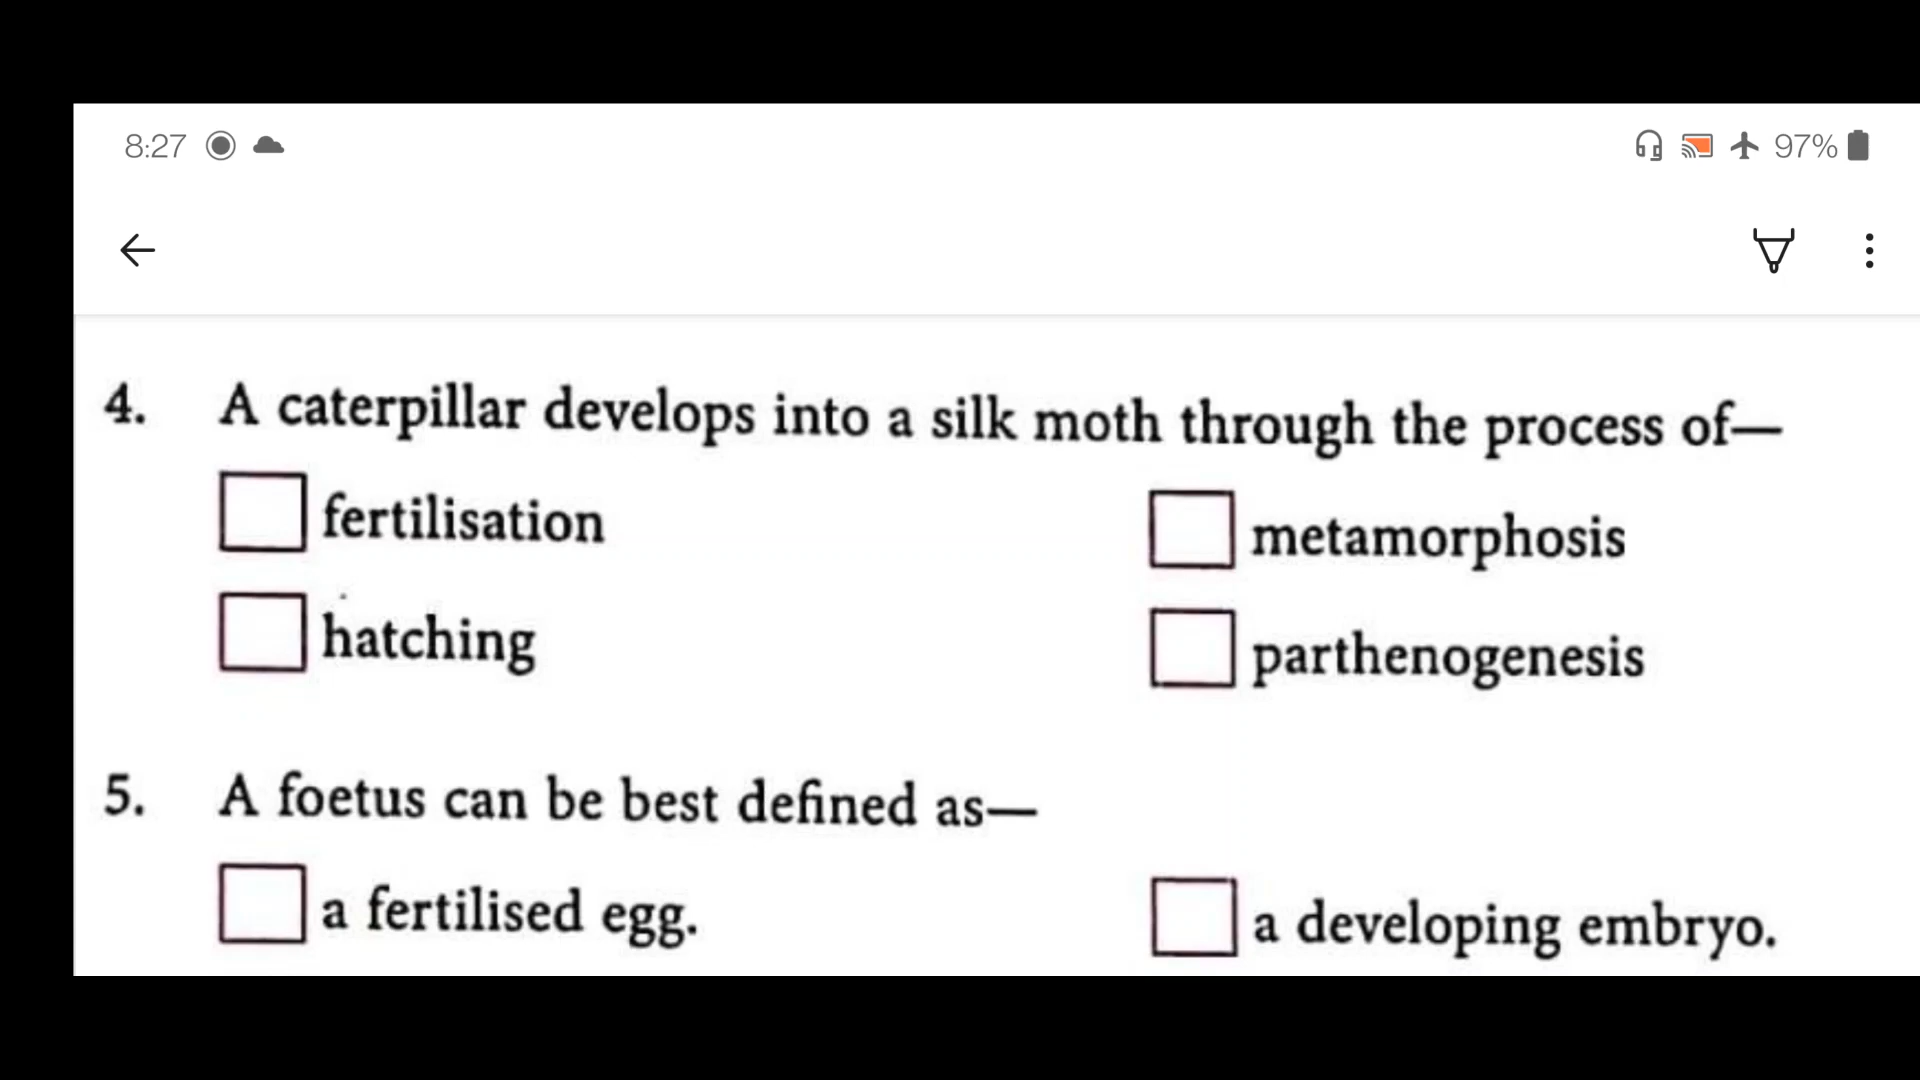 8:27 97%
4. A caterpillar develops into a silk moth through the process of—
fertilisation metamorphosis
hatching parthenogenesis
5. A foetus can be best defined as—
a fertilised egg. a developing embryo.